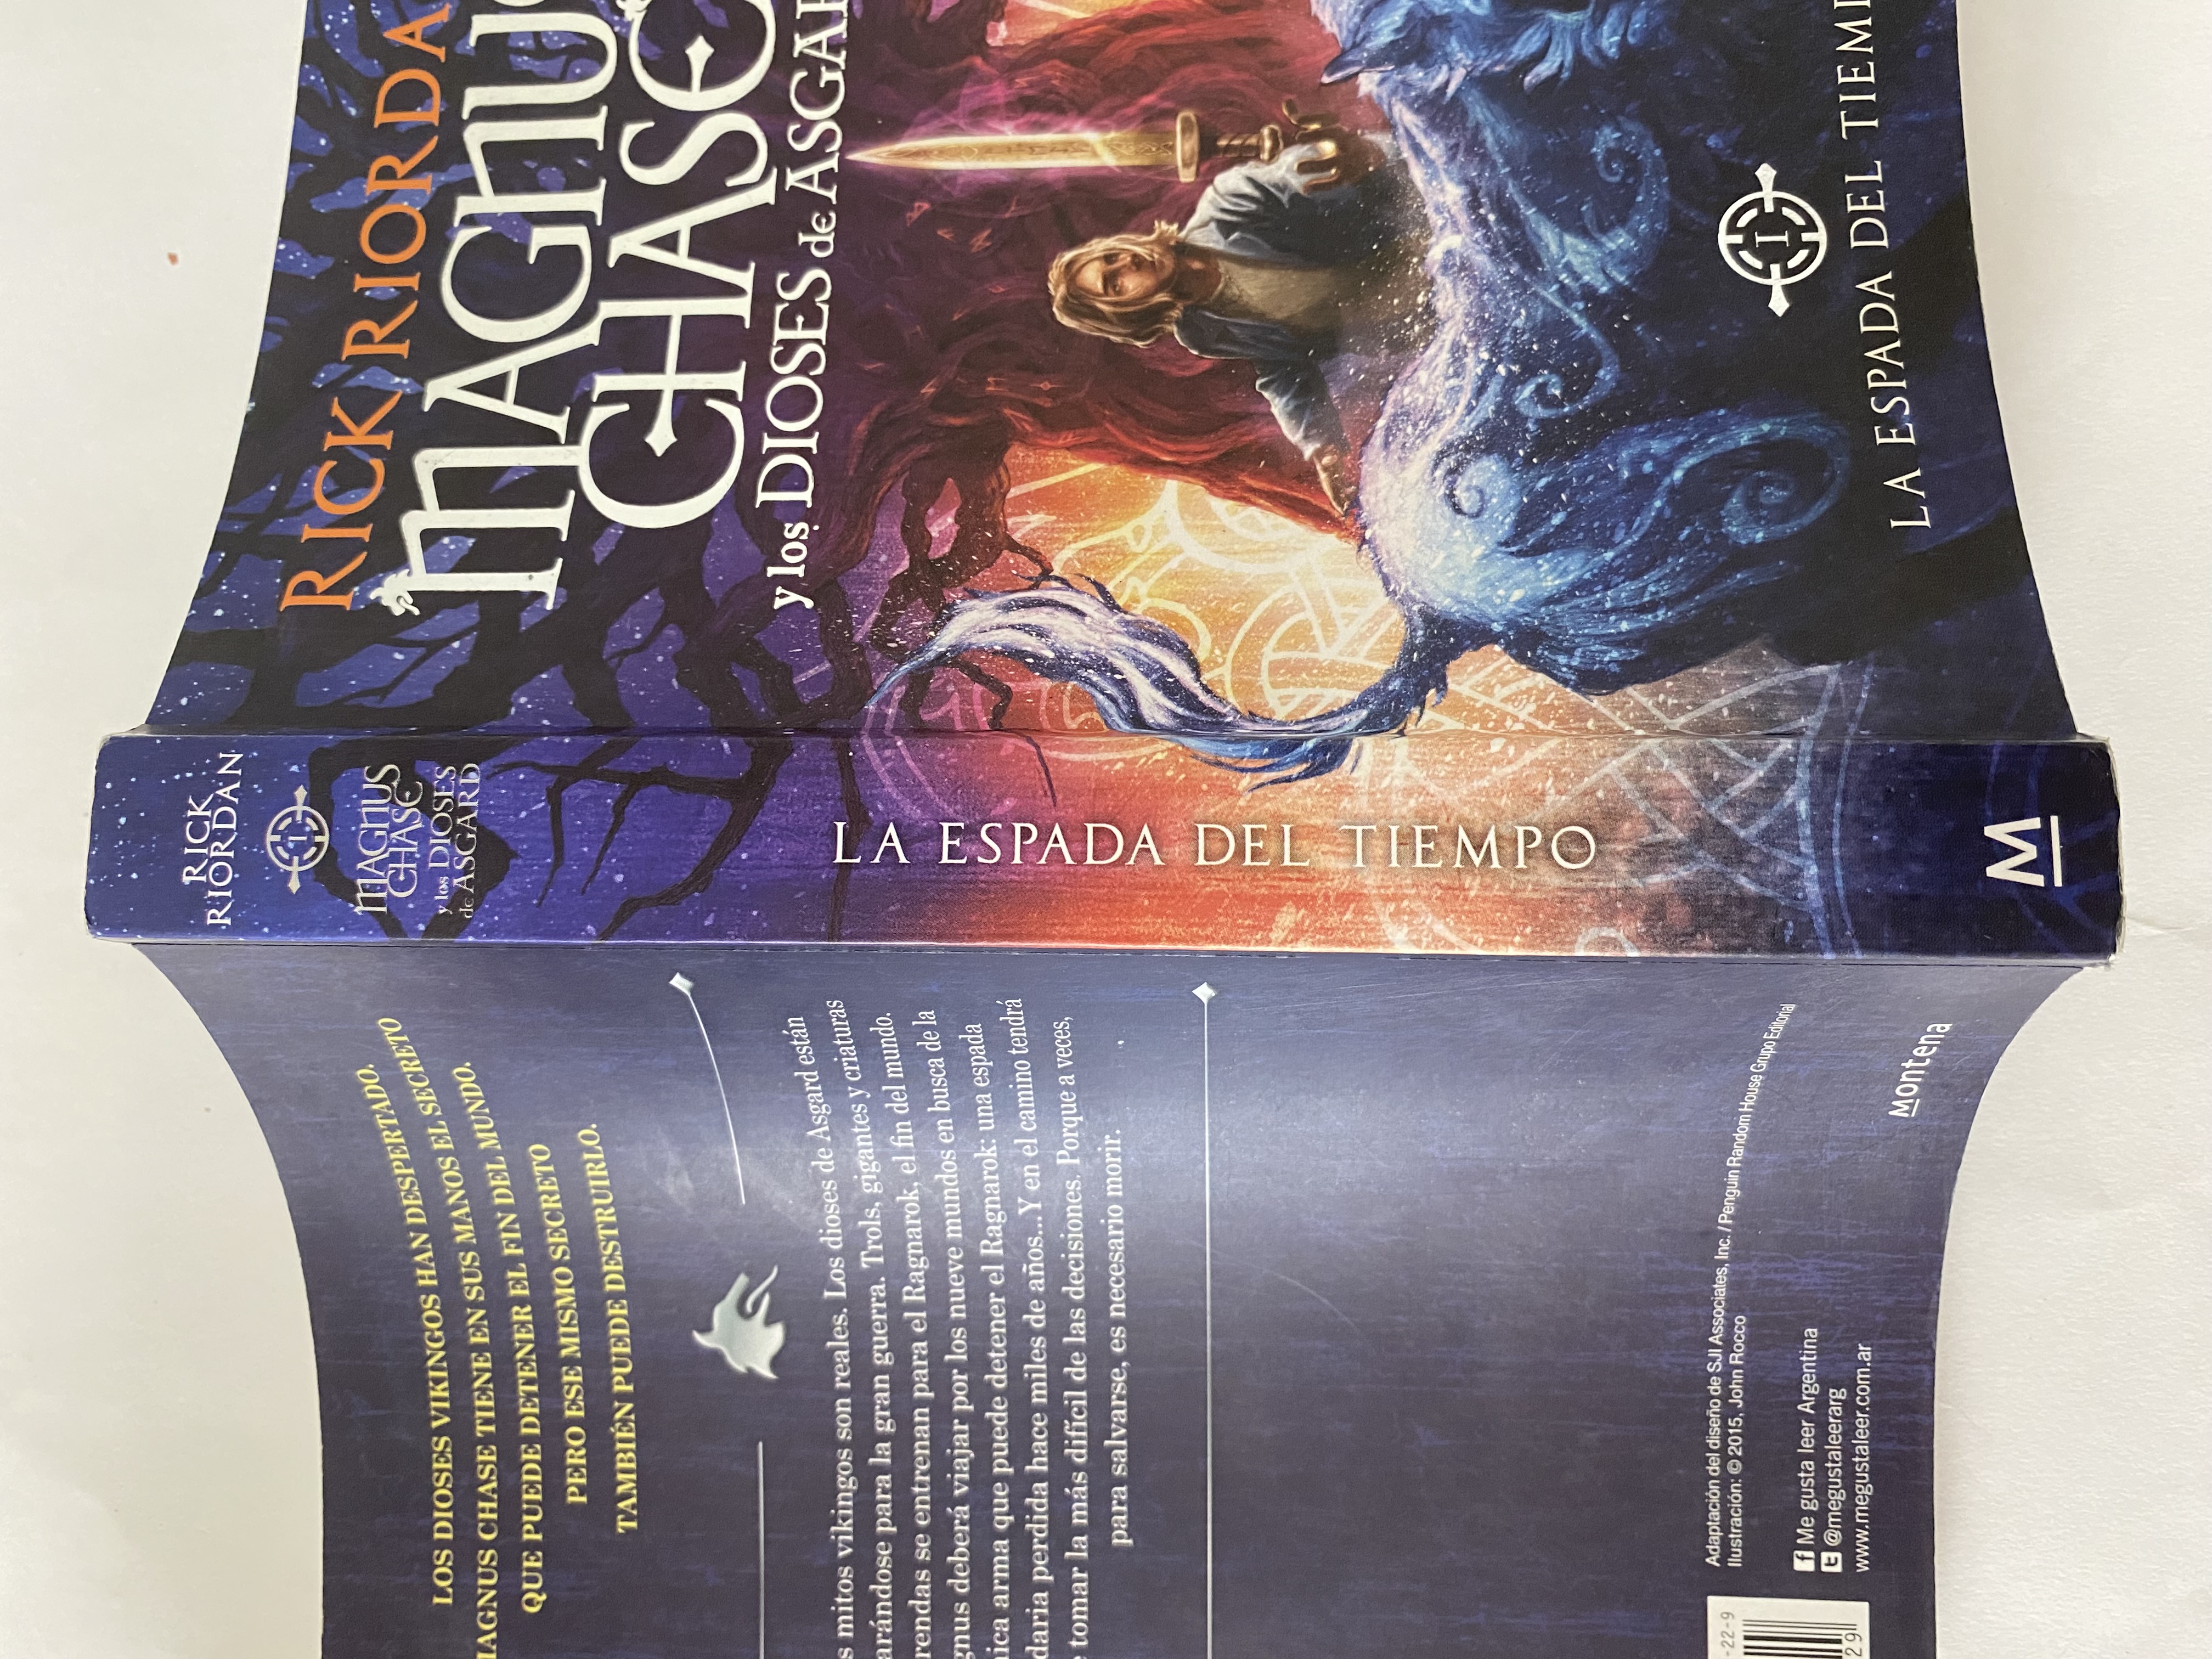 LOS DIOSES VIKINGOS HAN DESPERTADO.
MAGNUS CHASE TIENE EN SUS MANOS EL SECRETO
QUE PUEDE DETENER EL FIN DEL MUNDO.
PERO ESE MISMO SECRETO
TAMBIÉN PUEDE DESTRUIRLO.
s mitos vikingos son reales. Los dioses de Asgard están
arándose para la gran guerra. Trols, gigantes y criaturas
rendas se entrenan para el Ragnarok, el fin del mundo.
gnus deberá viajar por los nueve mundos en busca de la
nica arma que puede detener el Ragnarok: una espada
daria perdida hace miles de años...Y en el camino tendrá
e tomar la más difícil de las decisiones. Porque a veces,
para salvarse, es necesario morir.
-22-9
29
Adaptación del diseño de SJI Associates, Inc. / Penguin Random House Grupo Editorial
Ilustración: © 2015, John Rocco
f Me gusta leer Argentina
t @megustaleerarg
www.megustaleer.com.ar
Montena
RICK
RIORDAN
I
MAGNUS
CHASE
y los DIOSES
de ASGARD
LA ESPADA DEL TIEMPO
M
RICK RIORDA
MAGNUS
CHASE
y los DIOSES de ASGAR
I
LA ESPADA DEL TIEMP